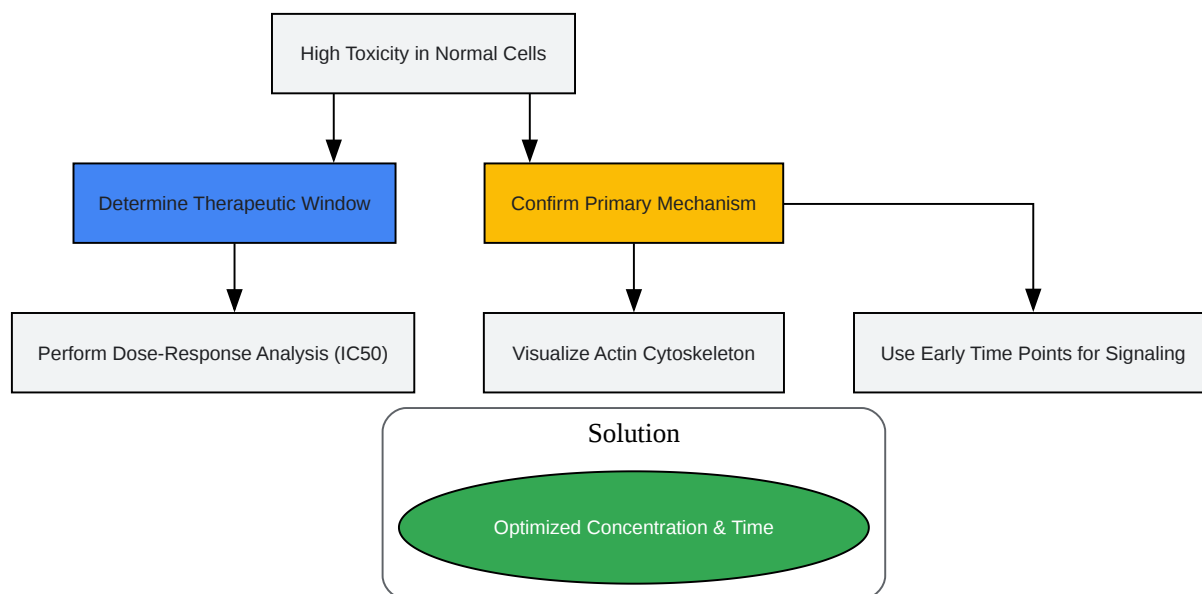 High Toxicity in Normal Cells
Determine Therapeutic Window
Confirm Primary Mechanism
Perform Dose-Response Analysis (IC50)
Visualize Actin Cytoskeleton
Use Early Time Points for Signaling
Solution
Optimized Concentration & Time